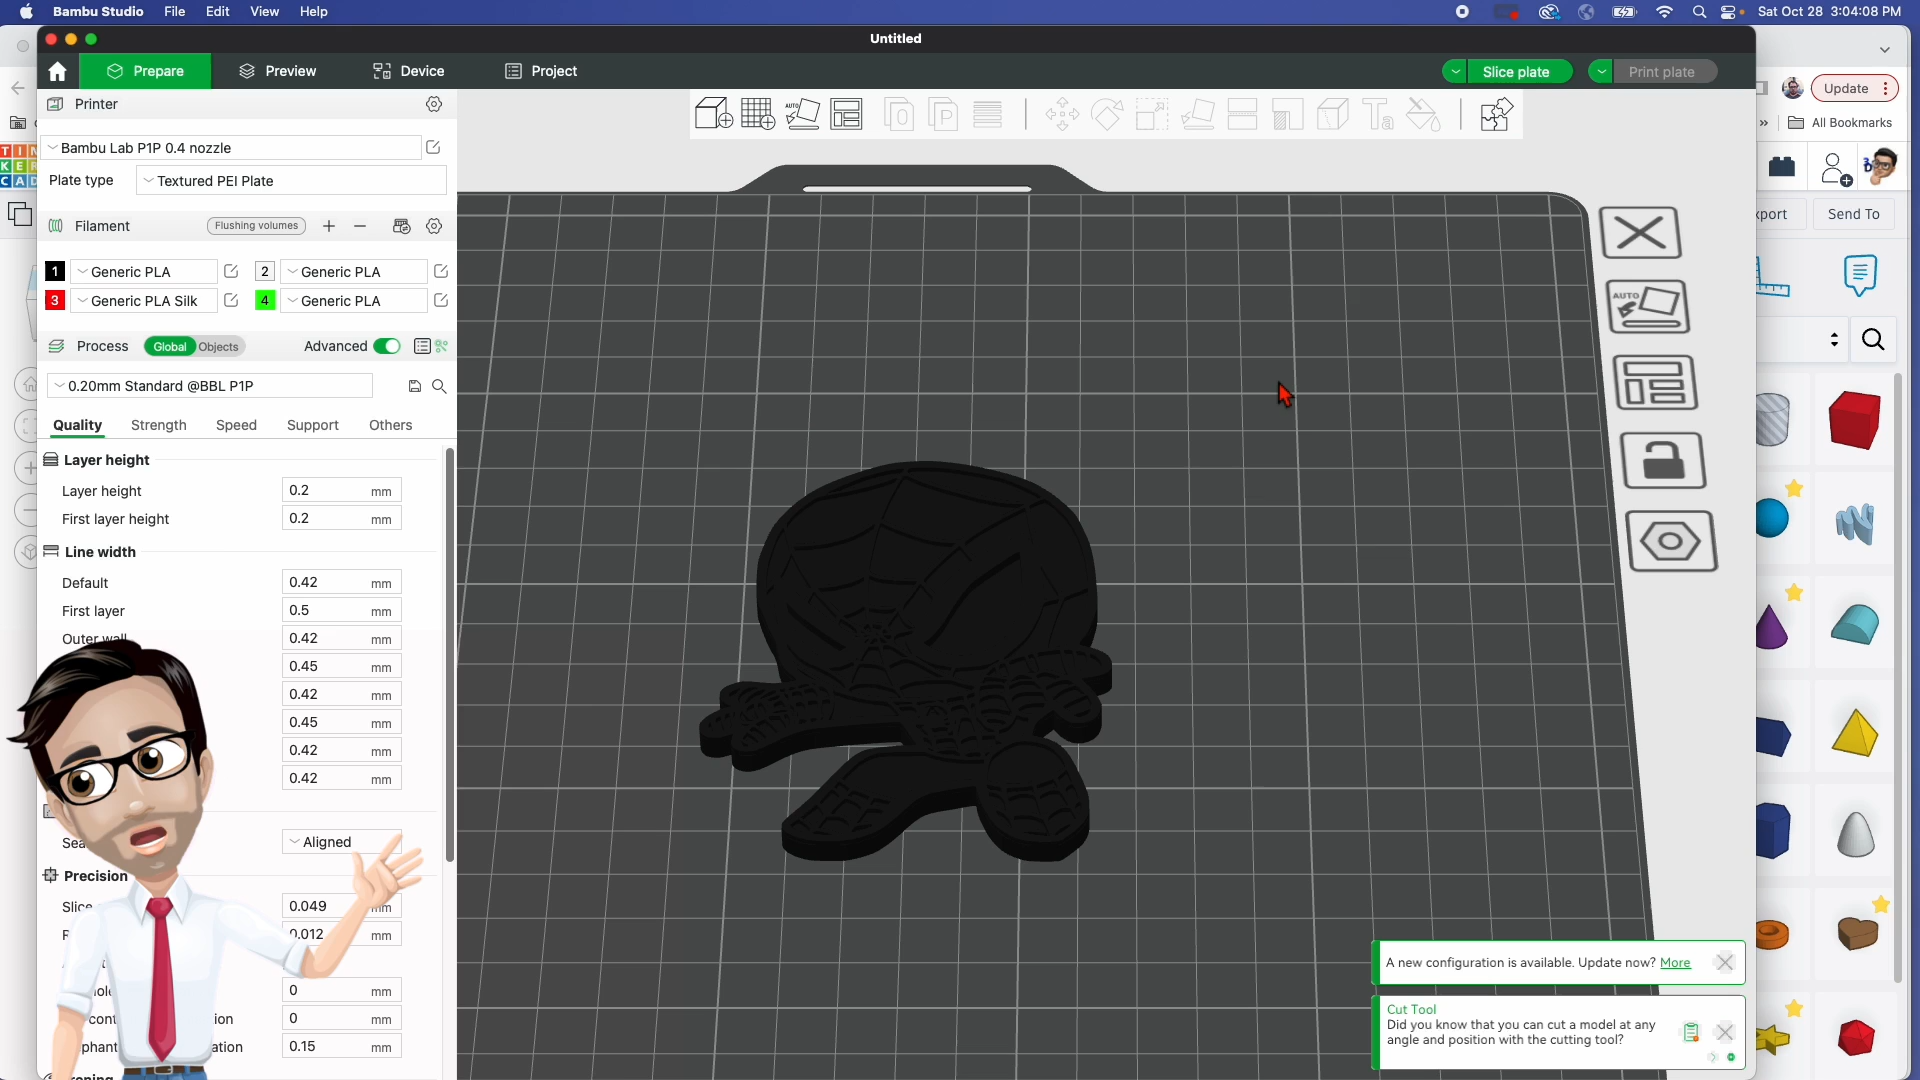 Bambu Studio File Edit View Help
Sat Oct 28 3:04:08 PM
Untitled
Prepare Preview Device Project
Slice plate Print plate
Printer
Update
Bambu Lab P1P 0.4 nozzle
All Bookmarks
Plate type Textured PEI Plate
Filament Flushing volumes
Send To
1 Generic PLA 2 Generic PLA
3 Generic PLA Silk 4 Generic PLA
AUTO
AUTO
Process Global Objects Advanced
0.20mm Standard @BBL P1P
Quality Strength Speed Support Others
Layer height
Layer height 0.2 mm
First layer height 0.2 mm
Line width
Default 0.42 mm
First layer 0.5 mm
Outer wall 0.42 mm
0.45 mm
0.42 mm
0.45 mm
0.42 mm
0.42 mm
Aligned
Precision
Slice 0.049 mm
0.012 mm
0 mm
0 mm
0.15 mm
A new configuration is available. Update now? More
Cut Tool
Did you know that you can cut a model at any
angle and position with the cutting tool?